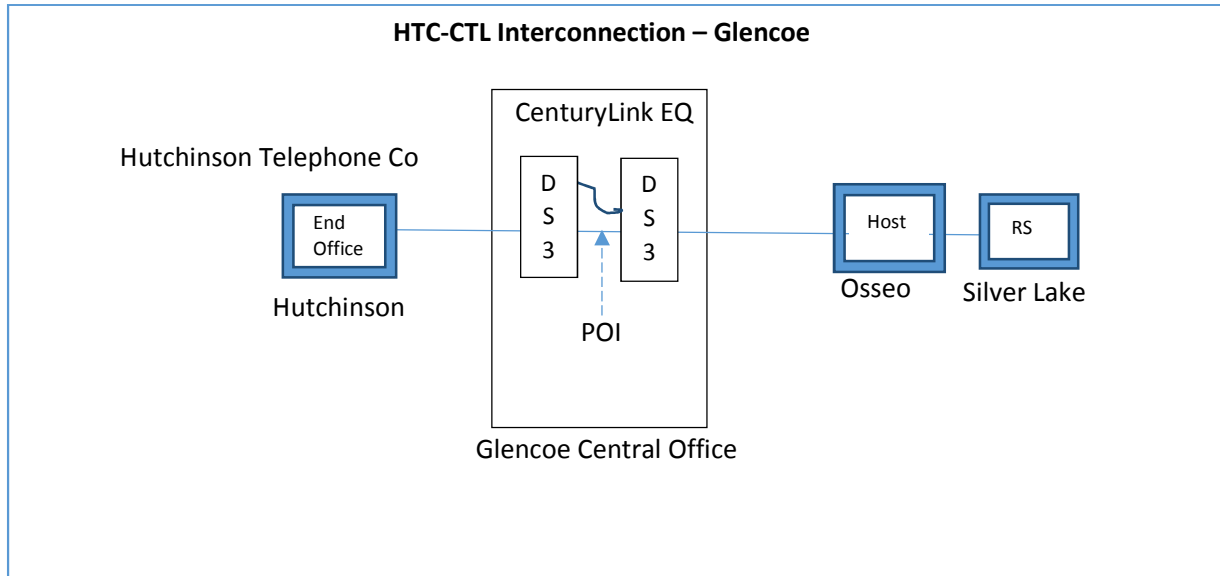 HTC-CTL Interconnection – Glencoe
CenturyLink EQ
Hutchinson Telephone Co
D
S
3
D
S
3
End
Office
Host
RS
Hutchinson
Osseo
Silver Lake
POI
Glencoe Central Office